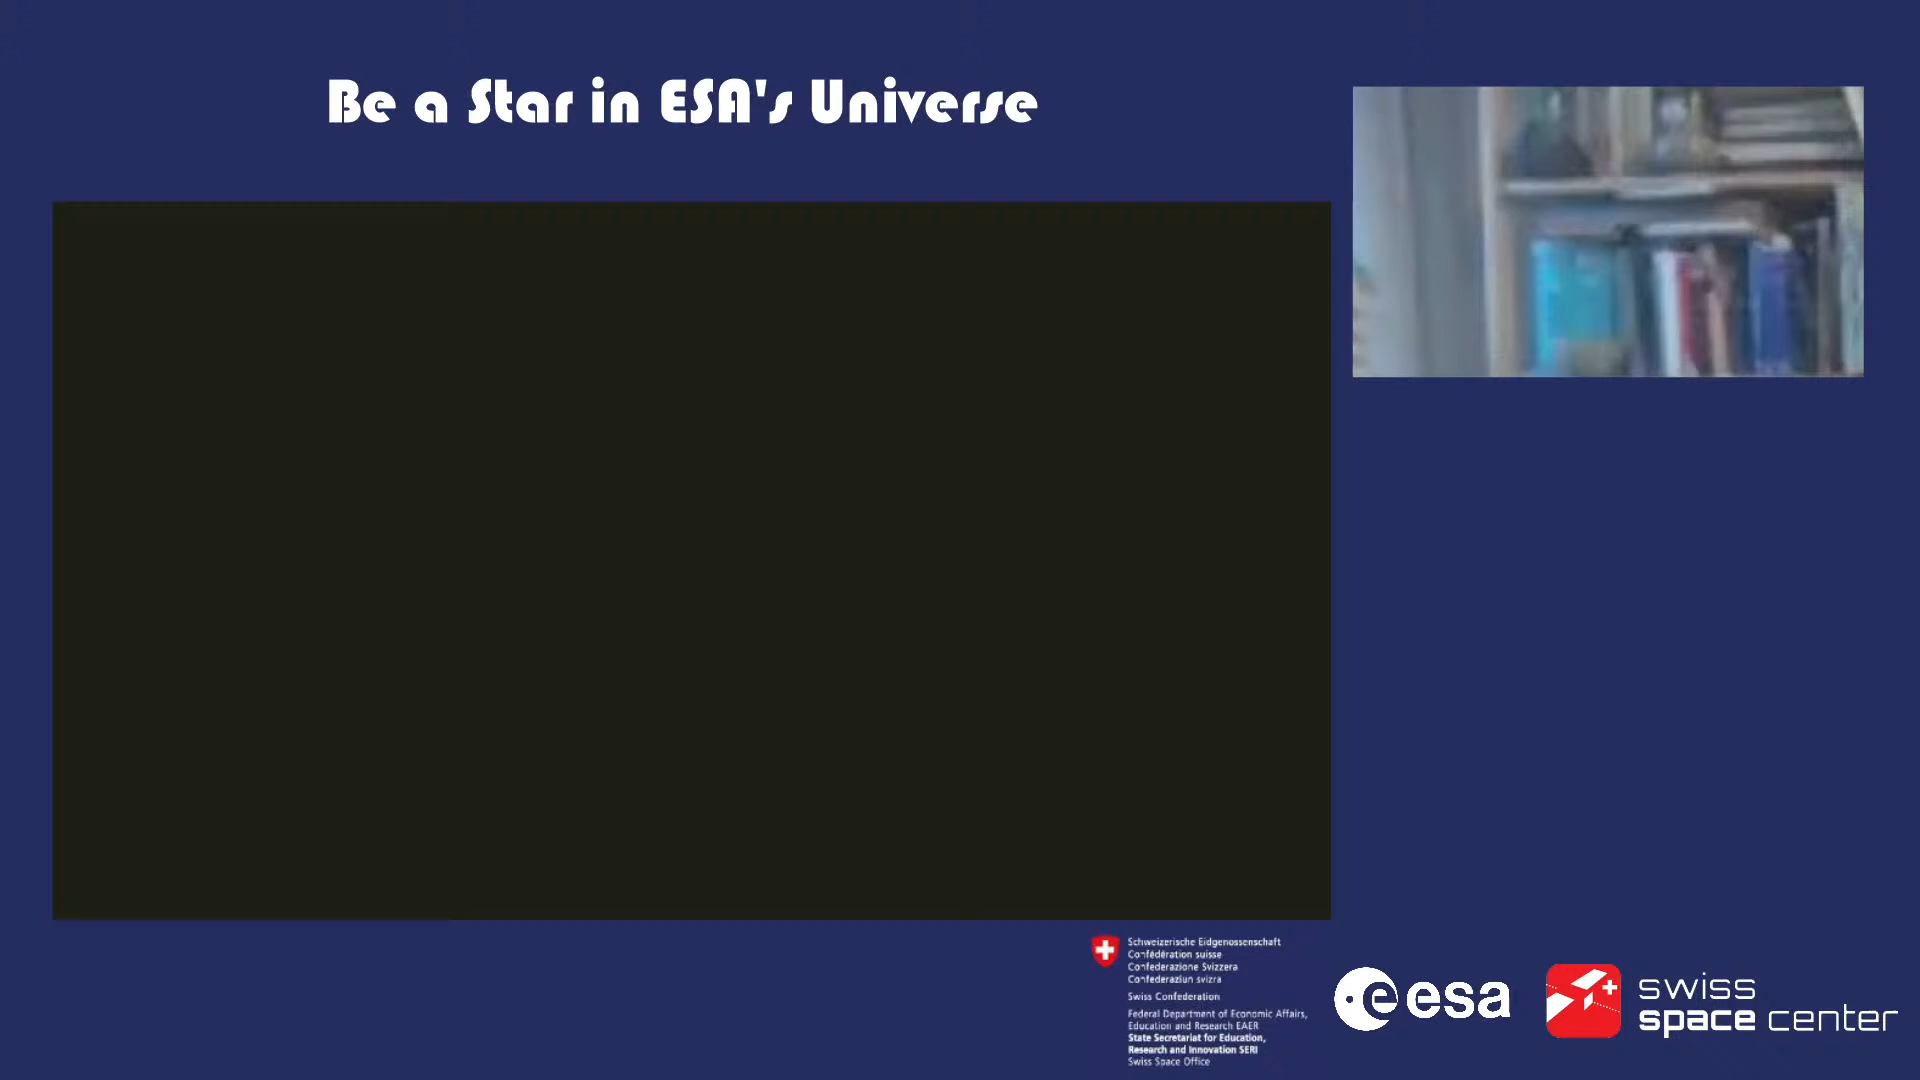 Be a Star in ESA's Universe
Schweizerische Eidgenossenschaft
Confédération suisse
Confederazione Svizzera
Confederaziun svizra
Swiss Confederation
Federal Department of Economic Affairs,
Education and Research EAER
State Secretariat for Education,
Research and Innovation SERI
Swiss Space Office
esa
swiss
space center